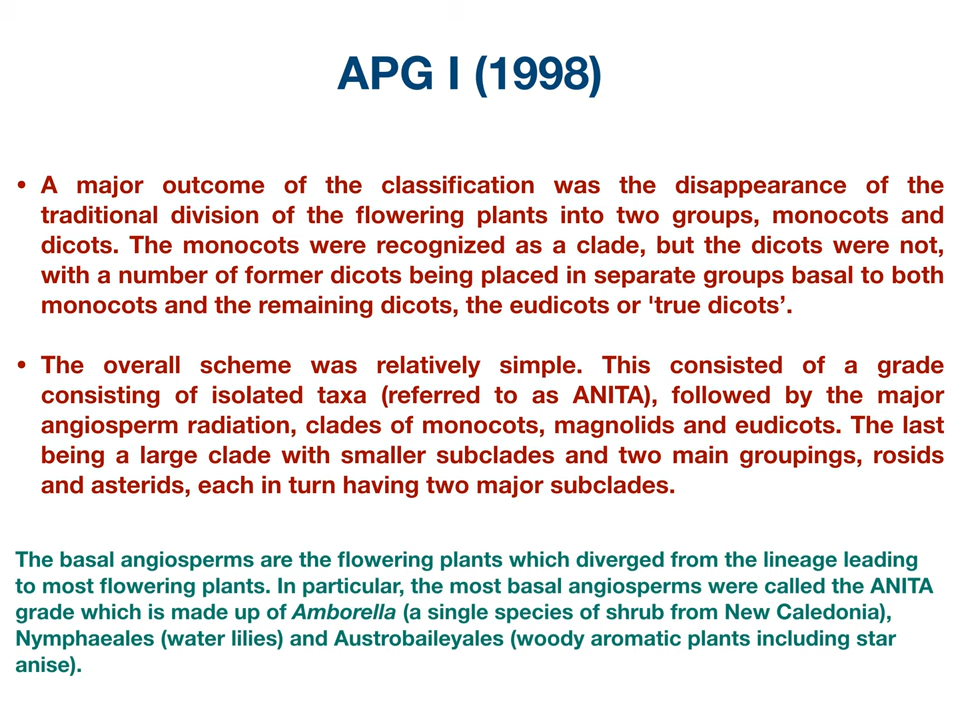 APG I (1998)
• A major outcome of the classification was the disappearance of the
traditional division of the flowering plants into two groups, monocots and
dicots. The monocots were recognized as a clade, but the dicots were not,
with a number of former dicots being placed in separate groups basal to both
monocots and the remaining dicots, the eudicots or 'true dicots’.
• The overall scheme was relatively simple. This consisted of a grade
consisting of isolated taxa (referred to as ANITA), followed by the major
angiosperm radiation, clades of monocots, magnolids and eudicots. The last
being a large clade with smaller subclades and two main groupings, rosids
and asterids, each in turn having two major subclades.
The basal angiosperms are the flowering plants which diverged from the lineage leading
to most flowering plants. In particular, the most basal angiosperms were called the ANITA
grade which is made up of Amborella (a single species of shrub from New Caledonia),
Nymphaeales (water lilies) and Austrobaileyales (woody aromatic plants including star
anise).